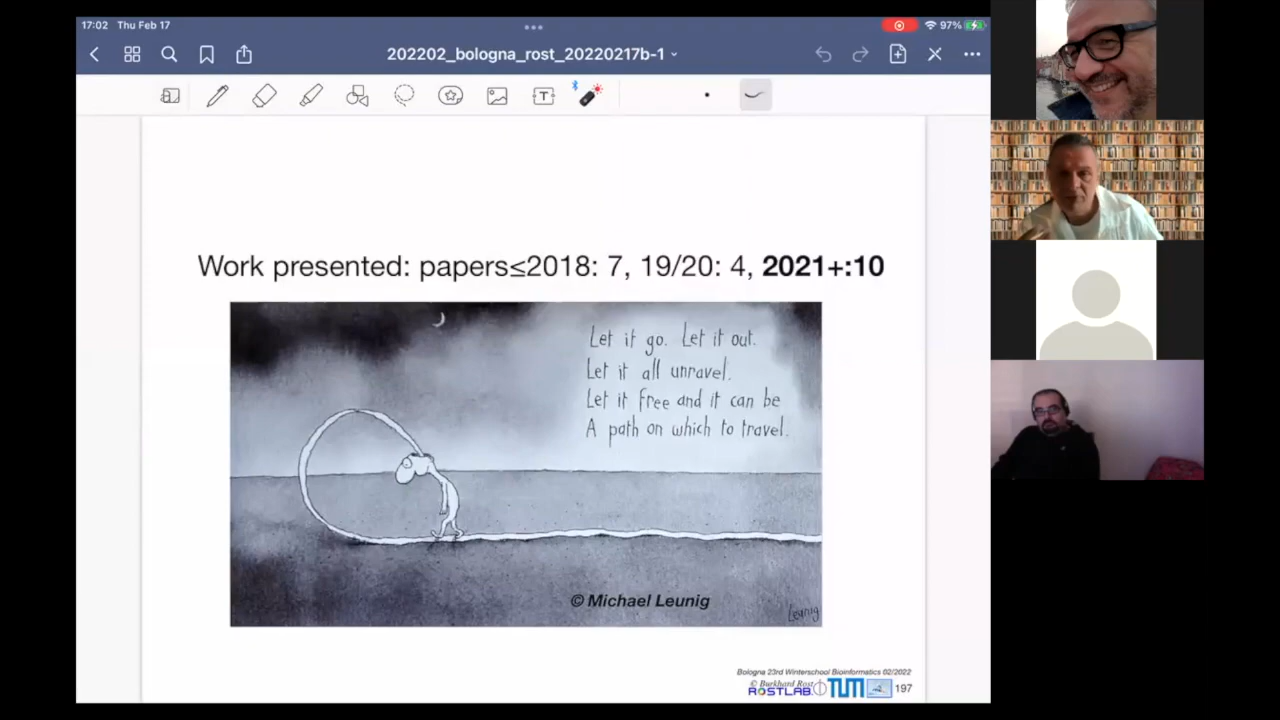 17:02 Thu Feb 17
97%
202202_bologna_rost_20220217b-1
T
Work presented: papers≤2018: 7, 19/20: 4, 2021+:10
Let it go. Let it out.
Let it all unravel.
Let it free and it can be
A path on which to travel.
© Michael Leunig
Leunig
Bologna 23rd Winterschool Bioinformatics 02/2022
© Burkhard Rost
ROSTLAB
TUM
197